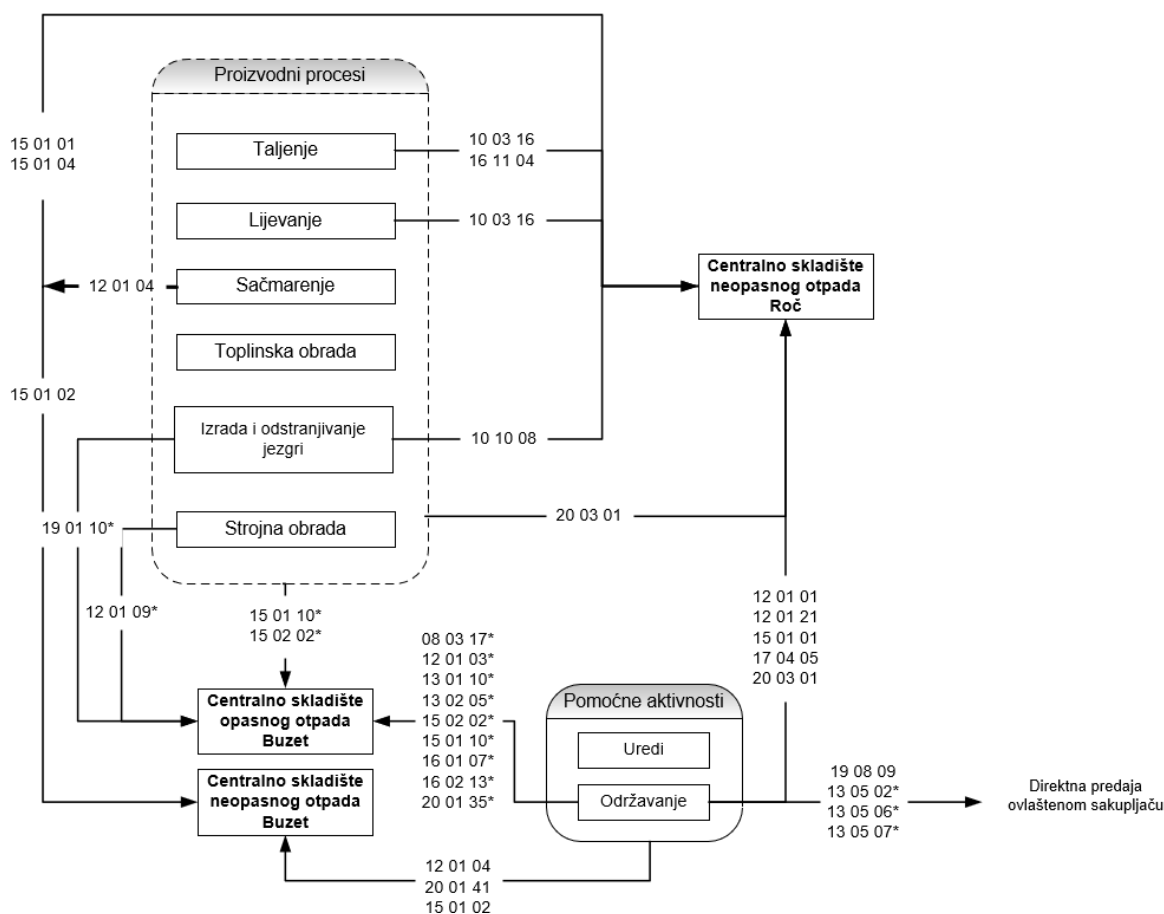 Proizvodni procesi
Taljenje
10 03 16
16 11 04
15 01 01
15 01 04
Lijevanje
10 03 16
Sačmarenje
12 01 04
Centralno skladište
neopasnog otpada
Roč
Toplinska obrada
15 01 02
Izrada i odstranjivanje
jezgri
10 10 08
19 01 10*
Strojna obrada
20 03 01
12 01 09*
15 01 10*
15 02 02*
12 01 01
12 01 21
15 01 01
17 04 05
20 03 01
08 03 17*
12 01 03*
13 01 10*
13 02 05*
15 02 02*
15 01 10*
16 01 07*
16 02 13*
20 01 35*
Centralno skladište
opasnog otpada
Buzet
Pomoćne aktivnosti
Uredi
Održavanje
Centralno skladište
neopasnog otpada
Buzet
19 08 09
13 05 02*
13 05 06*
13 05 07*
Direktna predaja
ovlaštenom sakupljaču
12 01 04
20 01 41
15 01 02